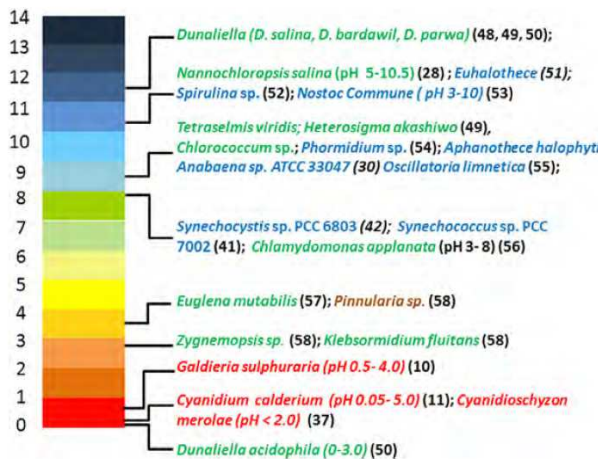 14
13
12
11
10
9
8
7
6
5
4
3
2
1
0
Dunaliella (D. salina, D. bardawil, D. parwa) (48, 49, 50);
Nannochloropsis salina (pH 5-10.5) (28) ; Euhalothece (51);
Spirulina sp. (52); Nostoc Commune ( pH 3-10) (53)
Tetraselmis viridis; Heterosigma akashiwo (49),
Chlorococcum sp.; Phormidium sp. (54); Aphanothece halophyti
Anabaena sp. ATCC 33047 (30) Oscillatoria limnetica (55);
Synechocystis sp. PCC 6803 (42); Synechococcus sp. PCC
7002 (41); Chlamydomonas applanata (pH 3- 8) (56)
Euglena mutabilis (57); Pinnularia sp. (58)
Zygnemopsis sp. (58); Klebsormidium fluitans (58)
Galdieria sulphuraria (pH 0.5- 4.0) (10)
Cyanidium calderium (pH 0.05- 5.0) (11); Cyanidioschyzon
merolae (pH < 2.0) (37)
Dunaliella acidophila (0-3.0) (50)